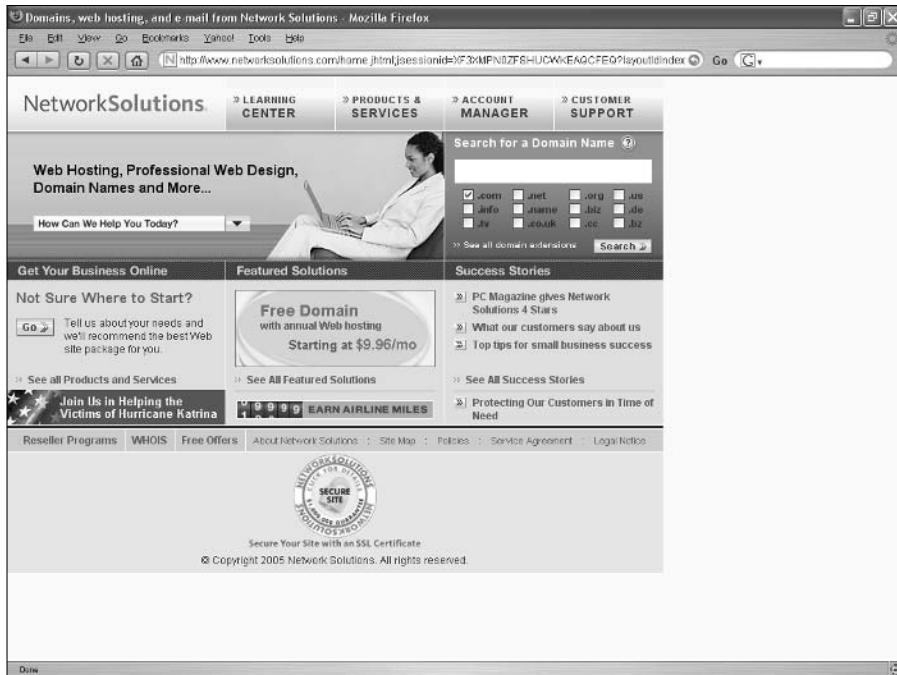 Domains, web hosting, and e-mail from Network Solutions - Mozilla Firefox
File Edit View Go Bookmarks Yahoo! Tools Help
Go
NetworkSolutions.
» LEARNING CENTER
» PRODUCTS & SERVICES
» ACCOUNT MANAGER
» CUSTOMER SUPPORT
Web Hosting, Professional Web Design,
Domain Names and More...
How Can We Help You Today?
Search for a Domain Name ?
.com .net .org .us
.info .name .biz .de
.tv .co.uk .cc .bz
» See all domain extensions
Search »
Get Your Business Online
Not Sure Where to Start?
Go »
Tell us about your needs and
we'll recommend the best Web
site package for you.
» See all Products and Services
Join Us in Helping the
Victims of Hurricane Katrina
Featured Solutions
Free Domain
with annual Web hosting
Starting at $9.96/mo
» See All Featured Solutions
9 9 9 9 EARN AIRLINE MILES
Success Stories
» PC Magazine gives Network
Solutions 4 Stars
» What our customers say about us
» Top tips for small business success
» See All Success Stories
» Protecting Our Customers in Time of
Need
Reseller Programs WHOIS Free Offers About Network Solutions : Site Map : Policies : Service Agreement : Legal Notice
NETWORKSOLUTIONS
CLICK FOR DETAILS
SECURE
SITE
NETWORKSOLUTIONS
Secure Your Site with an SSL Certificate
© Copyright 2005 Network Solutions. All rights reserved.
Done